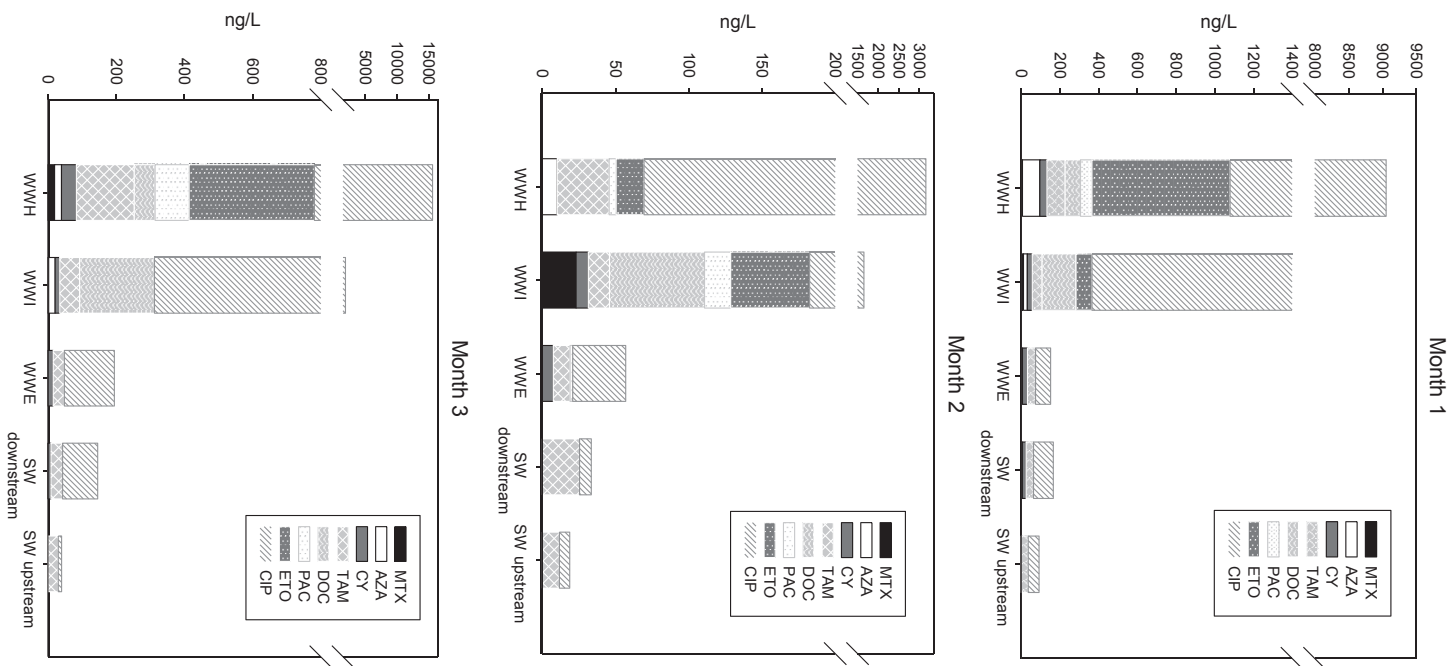 Month 1
ng/L
9500
9000
8500
8000
1400
1200
1000
800
600
400
200
0
WWH
WWI
WWE
SW
downstream
SW upstream
MTX
AZA
CY
TAM
DOC
PAC
ETO
CIP
Month 2
ng/L
3000
2500
2000
1500
200
150
100
50
0
WWH
WWI
WWE
SW
downstream
SW upstream
MTX
AZA
CY
TAM
DOC
PAC
ETO
CIP
Month 3
ng/L
15000
10000
5000
800
600
400
200
0
WWH
WWI
WWE
SW
downstream
SW upstream
MTX
AZA
CY
TAM
DOC
PAC
ETO
CIP